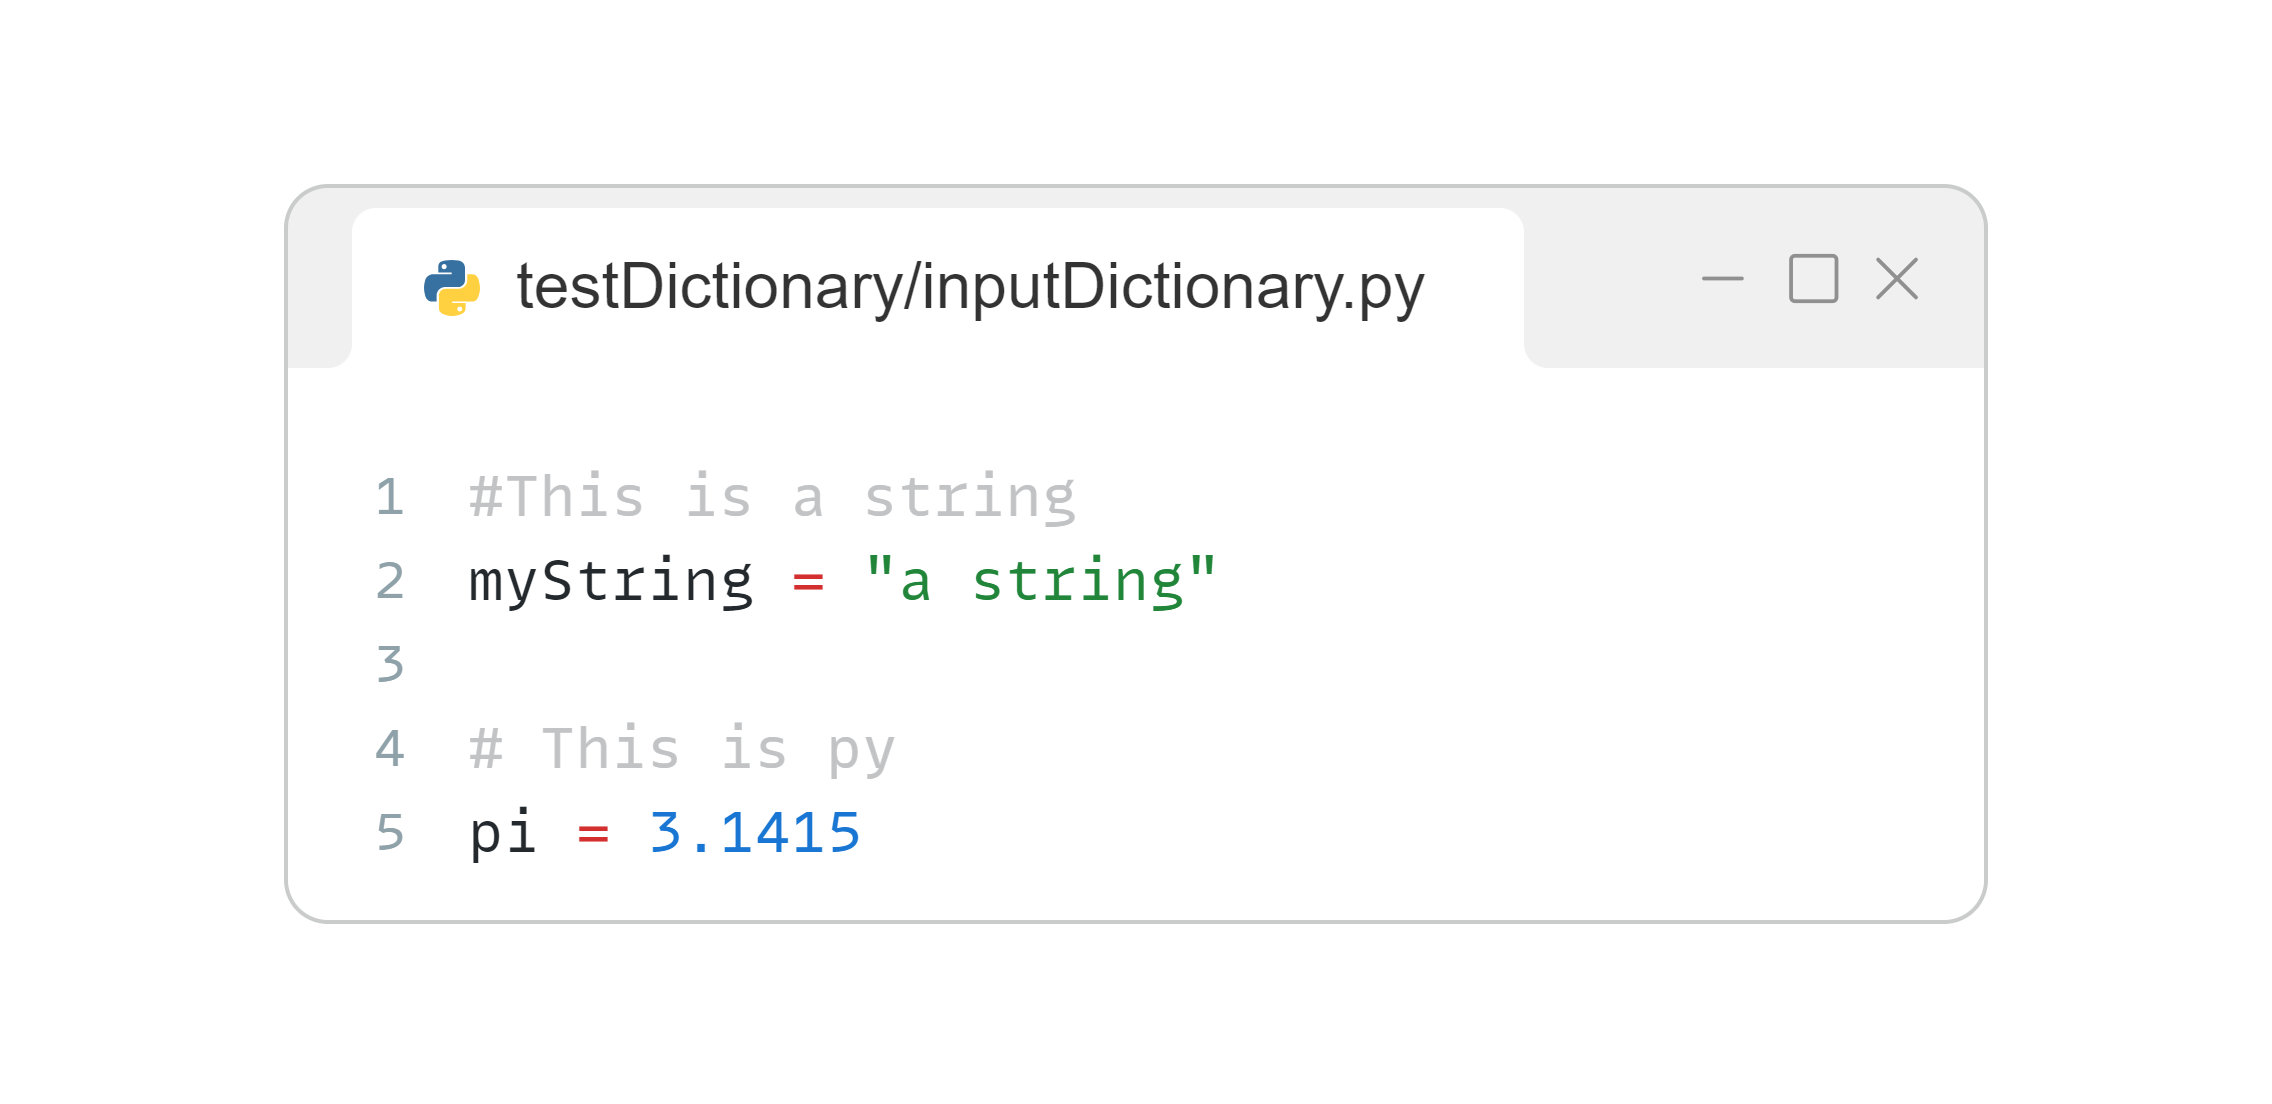 testDictionary/inputDictionary.py
1 #This is a string
2 myString = "a string"
3
4 # This is py
5 pi = 3.1415